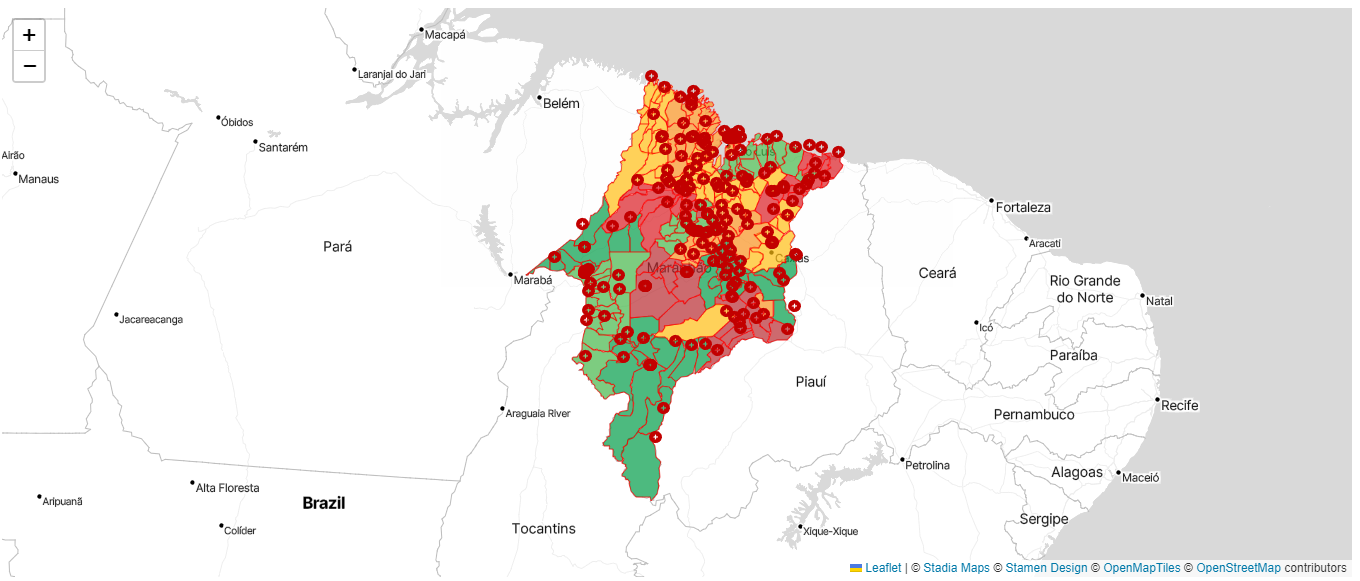 +
−
Macapá
Laranjal do Jari
Belém
Óbidos
Santarém
Airão
Manaus
Fortaleza
Pará
Aracati
Ceará
Marabá
Rio Grande
do Norte
Natal
Jacareacanga
Icó
Paraíba
Piauí
Araguaia River
Recife
Pernambuco
Petrolina
Alagoas
Maceió
Alta Floresta
Aripuanã
Brazil
Sergipe
Colíder
Tocantins
Xique-Xique
Leaflet | © Stadia Maps © Stamen Design © OpenMapTiles © OpenStreetMap contributors